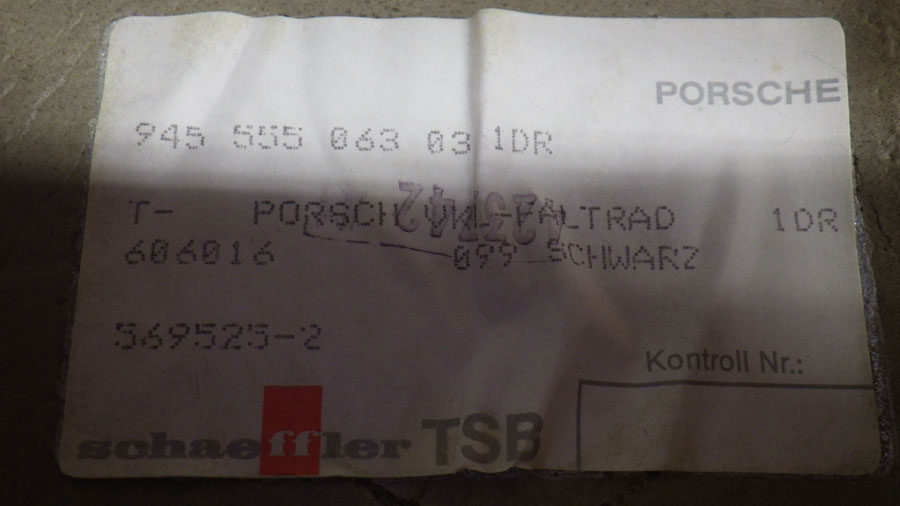 PORSCHE
945 555 063 03 1DR
T- PORSCH 1DR
606016 099 SCHWARZ
569525-2
Kontroll Nr.:
schaeffler TSB